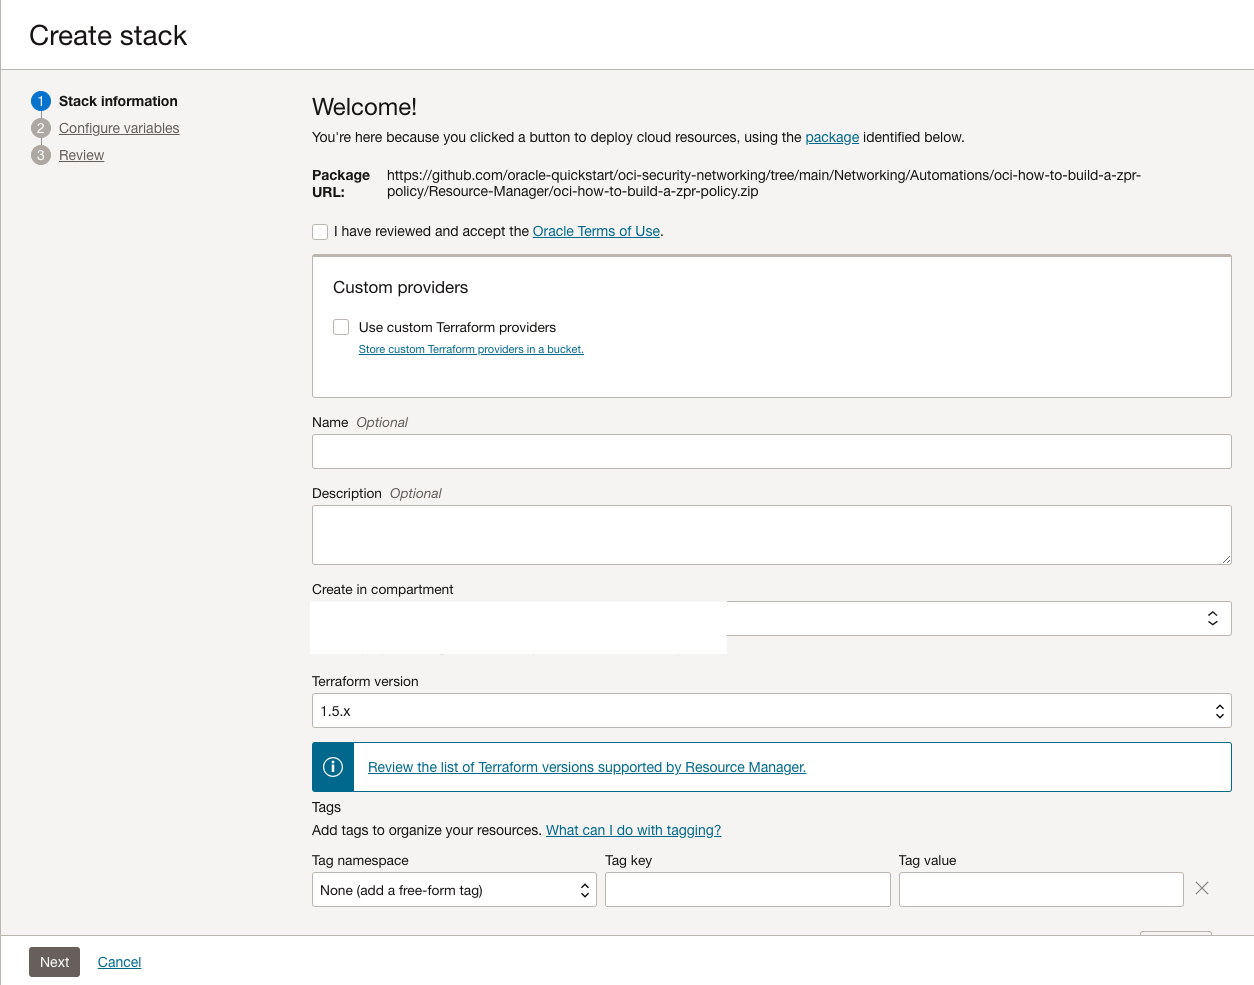 Create stack
1 Stack information
2 Configure variables
3 Review
Welcome!
You're here because you clicked a button to deploy cloud resources, using the package identified below.
Package URL: https://github.com/oracle-quickstart/oci-security-networking/tree/main/Networking/Automations/oci-how-to-build-a-zpr-
policy/Resource-Manager/oci-how-to-build-a-zpr-policy.zip
I have reviewed and accept the Oracle Terms of Use.
Custom providers
Use custom Terraform providers
Store custom Terraform providers in a bucket.
Name Optional
Description Optional
Create in compartment
Terraform version
1.5.x
Review the list of Terraform versions supported by Resource Manager.
Tags
Add tags to organize your resources. What can I do with tagging?
Tag namespace Tag key Tag value
None (add a free-form tag)
Next Cancel